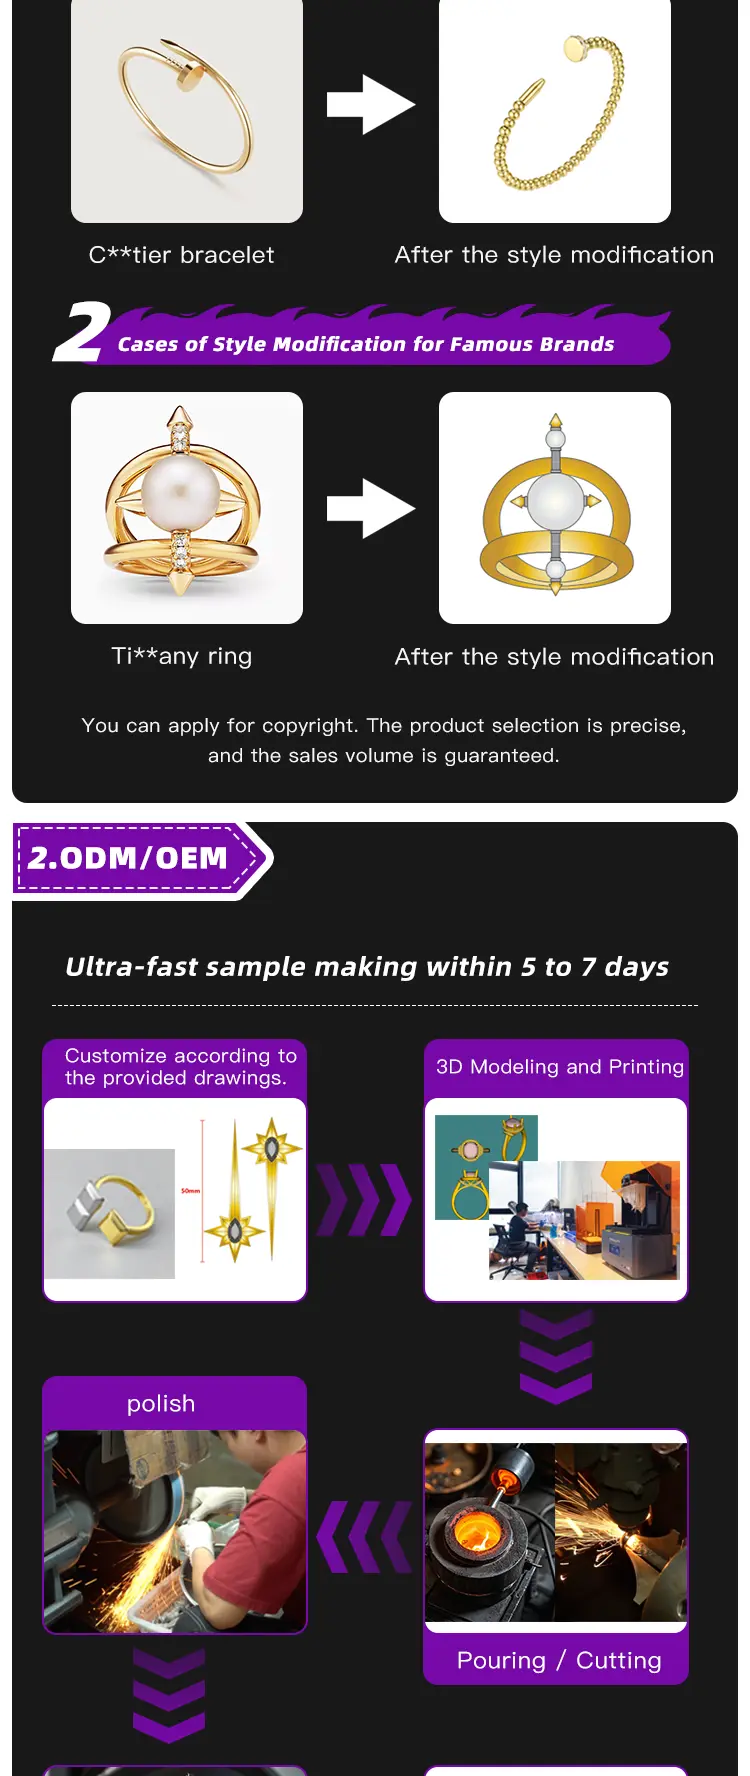 C**tier bracelet
After the style modification
2
Cases of Style Modification for Famous Brands
Ti**any ring
After the style modification
You can apply for copyright. The product selection is precise,
and the sales volume is guaranteed.
2.ODM/OEM
Ultra-fast sample making within 5 to 7 days
Customize according to
the provided drawings.
3D Modeling and Printing
50mm
polish
Pouring / Cutting